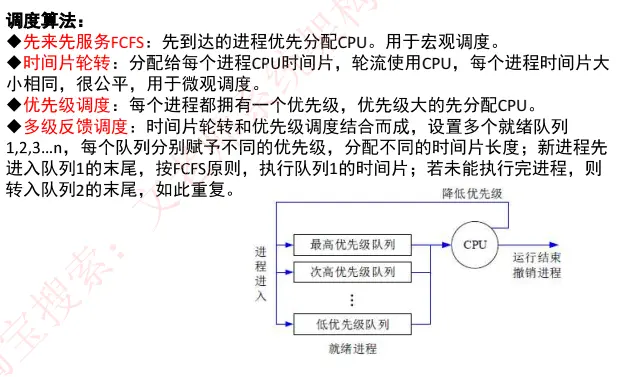 调度算法：
◆先来先服务FCFS：先到达的进程优先分配CPU。用于宏观调度。
◆时间片轮转：分配给每个进程CPU时间片，轮流使用CPU，每个进程时间片大
小相同，很公平，用于微观调度。
◆优先级调度：每个进程都拥有一个优先级，优先级大的先分配CPU。
◆多级反馈调度：时间片轮转和优先级调度结合而成，设置多个就绪队列
1,2,3...n，每个队列分别赋予不同的优先级，分配不同的时间片长度；新进程先
进入队列1的末尾，按FCFS原则，执行队列1的时间片；若未能执行完进程，则
转入队列2的末尾，如此重复。
降低优先级
进程进入
最高优先级队列
CPU
次高优先级队列
运行结束
撤销进程
⋮
低优先级队列
就绪进程